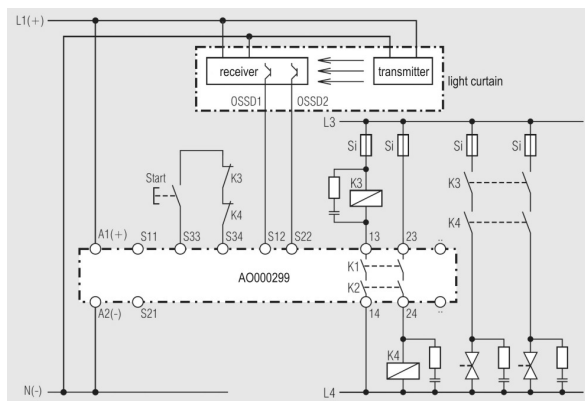 L1(+)
receiver
transmitter
light curtain
OSSD1
OSSD2
L3
Si
Si
Si
Si
Start
K3
K4
K3
K3
K4
A1(+)
S11
S33
S34
S12
S22
13
23
..
K1
K2
AO000299
A2(-)
S21
14
24
..
K4
N(-)
L4